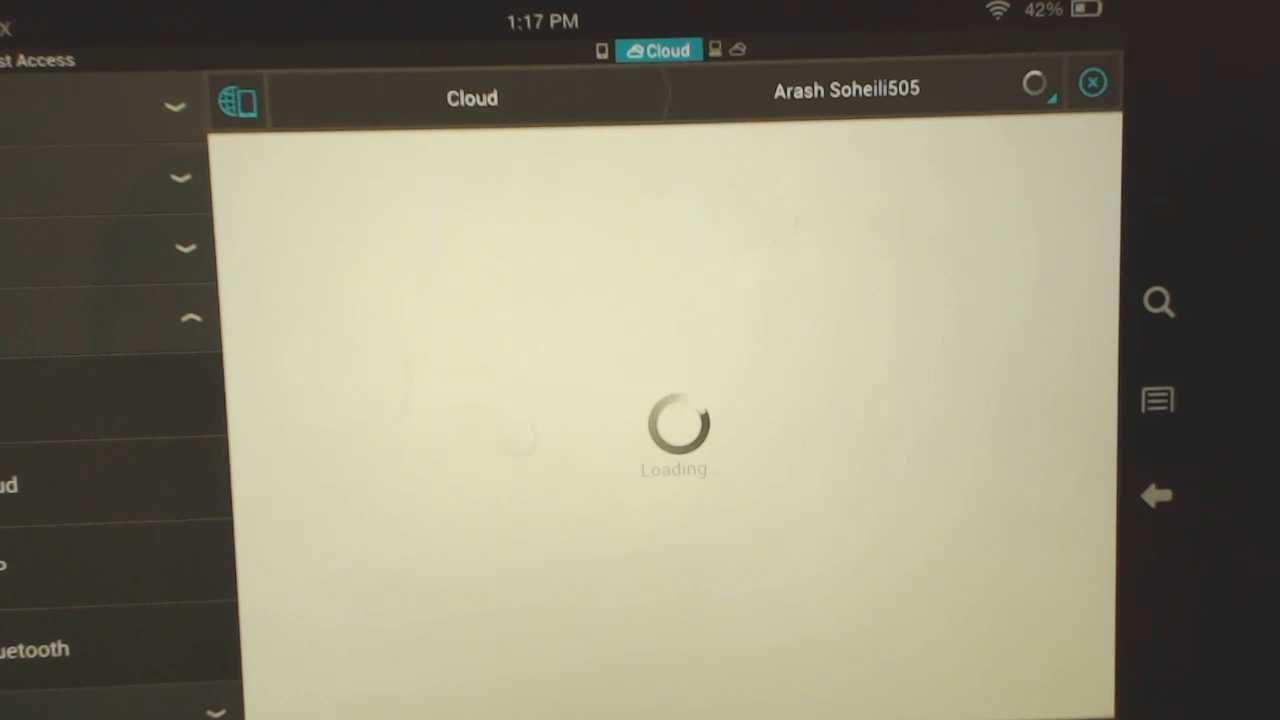 1:17 PM
42%
st Access
Cloud
Cloud
Arash Soheili505
Loading
ud
P
uetooth